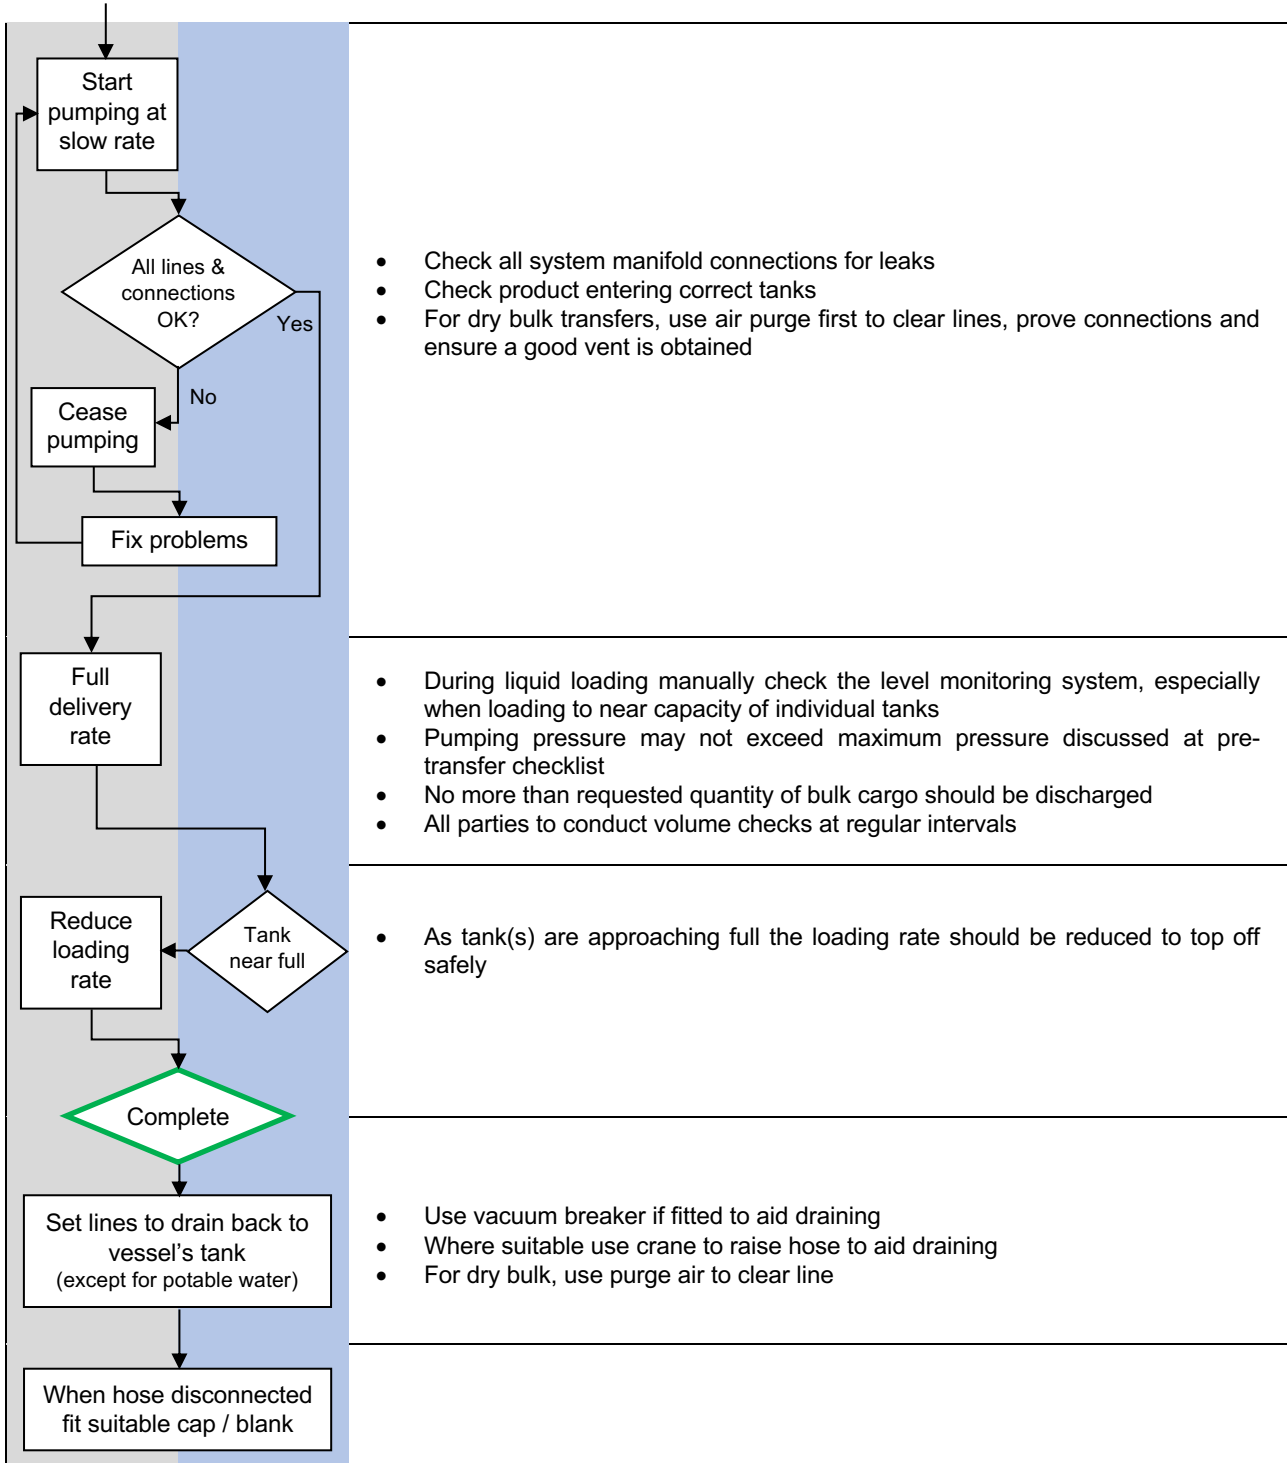 Start
pumping at
slow rate
All lines &
connections
OK?
Yes
No
Cease
pumping
Fix problems
• Check all system manifold connections for leaks
• Check product entering correct tanks
• For dry bulk transfers, use air purge first to clear lines, prove connections and
ensure a good vent is obtained
Full
delivery
rate
• During liquid loading manually check the level monitoring system, especially
when loading to near capacity of individual tanks
• Pumping pressure may not exceed maximum pressure discussed at pre-
transfer checklist
• No more than requested quantity of bulk cargo should be discharged
• All parties to conduct volume checks at regular intervals
Reduce
loading
rate
Tank
near full
• As tank(s) are approaching full the loading rate should be reduced to top off
safely
Complete
Set lines to drain back to
vessel's tank
(except for potable water)
• Use vacuum breaker if fitted to aid draining
• Where suitable use crane to raise hose to aid draining
• For dry bulk, use purge air to clear line
When hose disconnected
fit suitable cap / blank